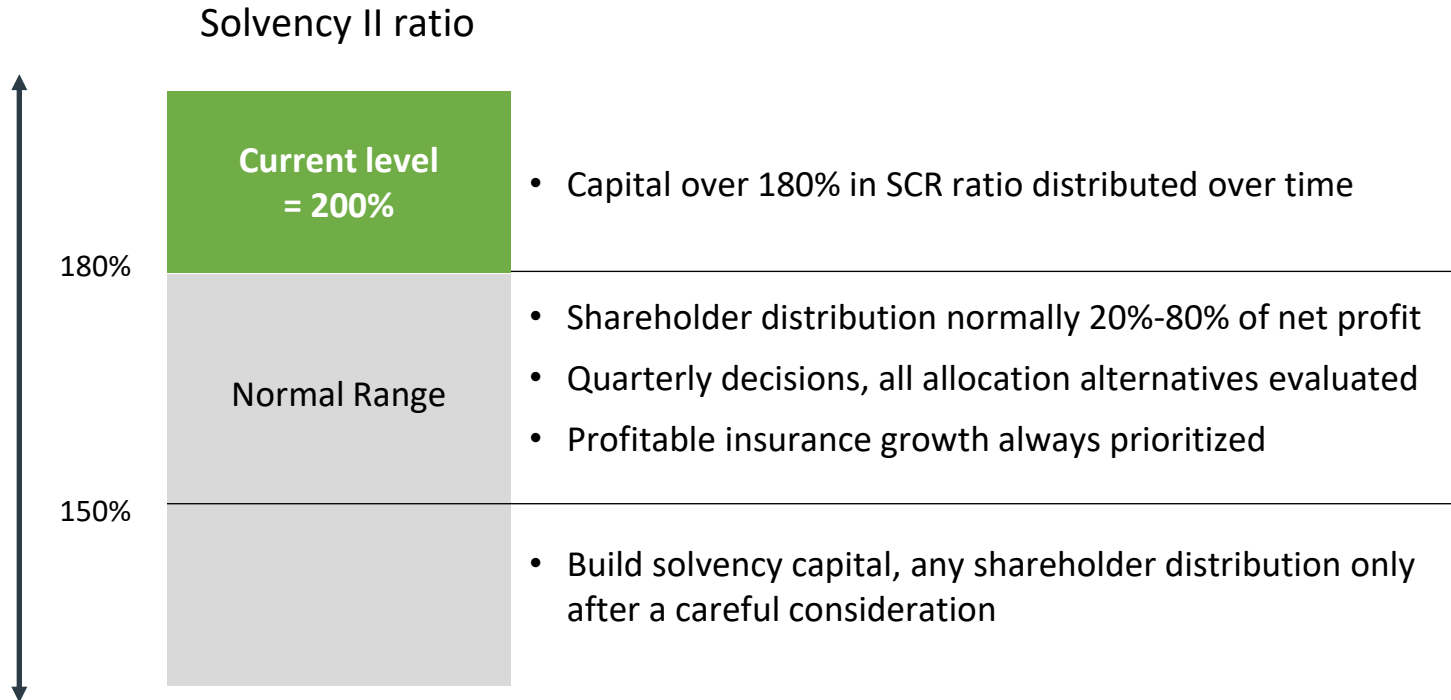 Solvency II ratio
Current level
= 200%
• Capital over 180% in SCR ratio distributed over time
180%
• Shareholder distribution normally 20%-80% of net profit
Normal Range
• Quarterly decisions, all allocation alternatives evaluated
• Profitable insurance growth always prioritized
150%
• Build solvency capital, any shareholder distribution only
after a careful consideration